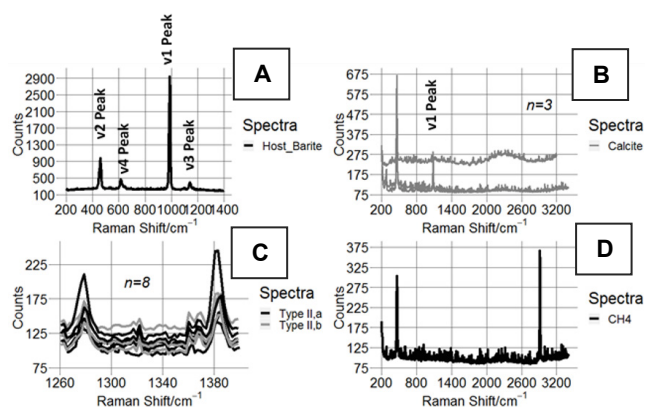 A
v1 Peak
v2 Peak
v4 Peak
v3 Peak
Counts
2900
2500
2100
1700
1300
900
500
100
200 400 600 800 1000 1200 1400
Raman Shift/cm⁻¹
Spectra
Host_Barite
B
v1 Peak
n=3
Counts
675
575
475
375
275
175
75
200 800 1400 2000 2600 3200
Raman Shift/cm⁻¹
Spectra
Calcite
C
n=8
Counts
225
175
125
75
1260 1300 1340 1380
Raman Shift/cm⁻¹
Spectra
Type II,a
Type II,b
D
Counts
375
325
275
225
175
125
75
200 800 1400 2000 2600 3200
Raman Shift/cm⁻¹
Spectra
CH4